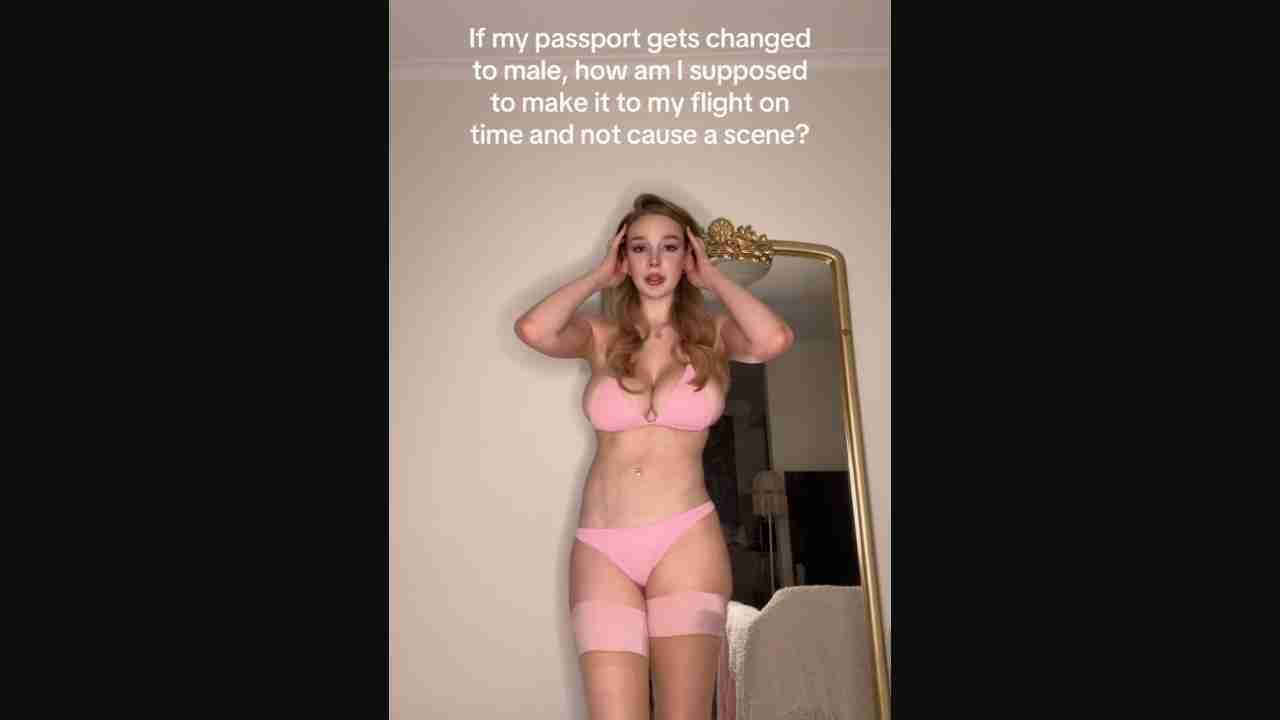 If my passport gets changed
to male, how am I supposed
to make it to my flight on
time and not cause a scene?